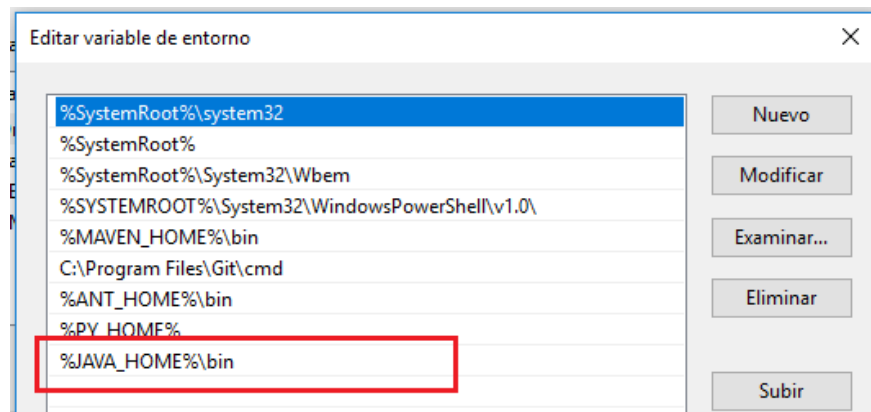 Editar variable de entorno
%SystemRoot%\system32
Nuevo
%SystemRoot%
%SystemRoot%\System32\Wbem
Modificar
%SYSTEMROOT%\System32\WindowsPowerShell\v1.0\
%MAVEN_HOME%\bin
Examinar...
C:\Program Files\Git\cmd
%ANT_HOME%\bin
Eliminar
%PY_HOME%
%JAVA_HOME%\bin
Subir